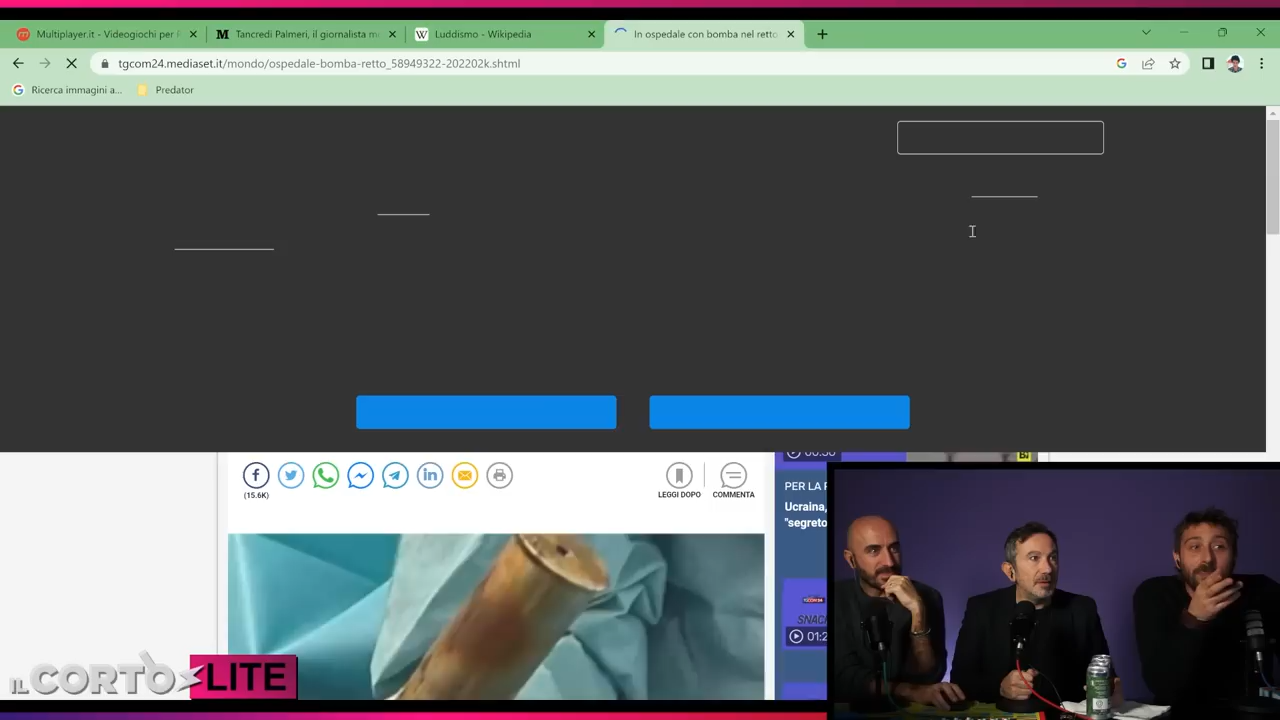 Multiplayer.it - Videogiochi per
Tancredi Palmeri, il giornalista m
Luddismo - Wikipedia
In ospedale con bomba nel retto
tgcom24.mediaset.it/mondo/ospedale-bomba-retto_58949322-202202k.shtml
Ricerca immagini a...
Predator
(15.6K)
LEGGI DOPO
COMMENTA
PER LA
Ucraina,
"segreto
SNAC
01:2
00:30
IL CORTO LITE